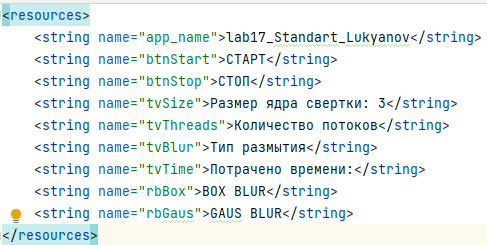 <resources>
    <string name="app_name">lab17_Standart_Lukyanov</string>
    <string name="btnStart">СТАРТ</string>
    <string name="btnStop">СТОП</string>
    <string name="tvSize">Размер ядра свертки: 3</string>
    <string name="tvThreads">Количество потоков</string>
    <string name="tvBlur">Тип размытия</string>
    <string name="tvTime">Потрачено времени:</string>
    <string name="rbBox">BOX BLUR</string>
    <string name="rbGaus">GAUS BLUR</string>
</resources>